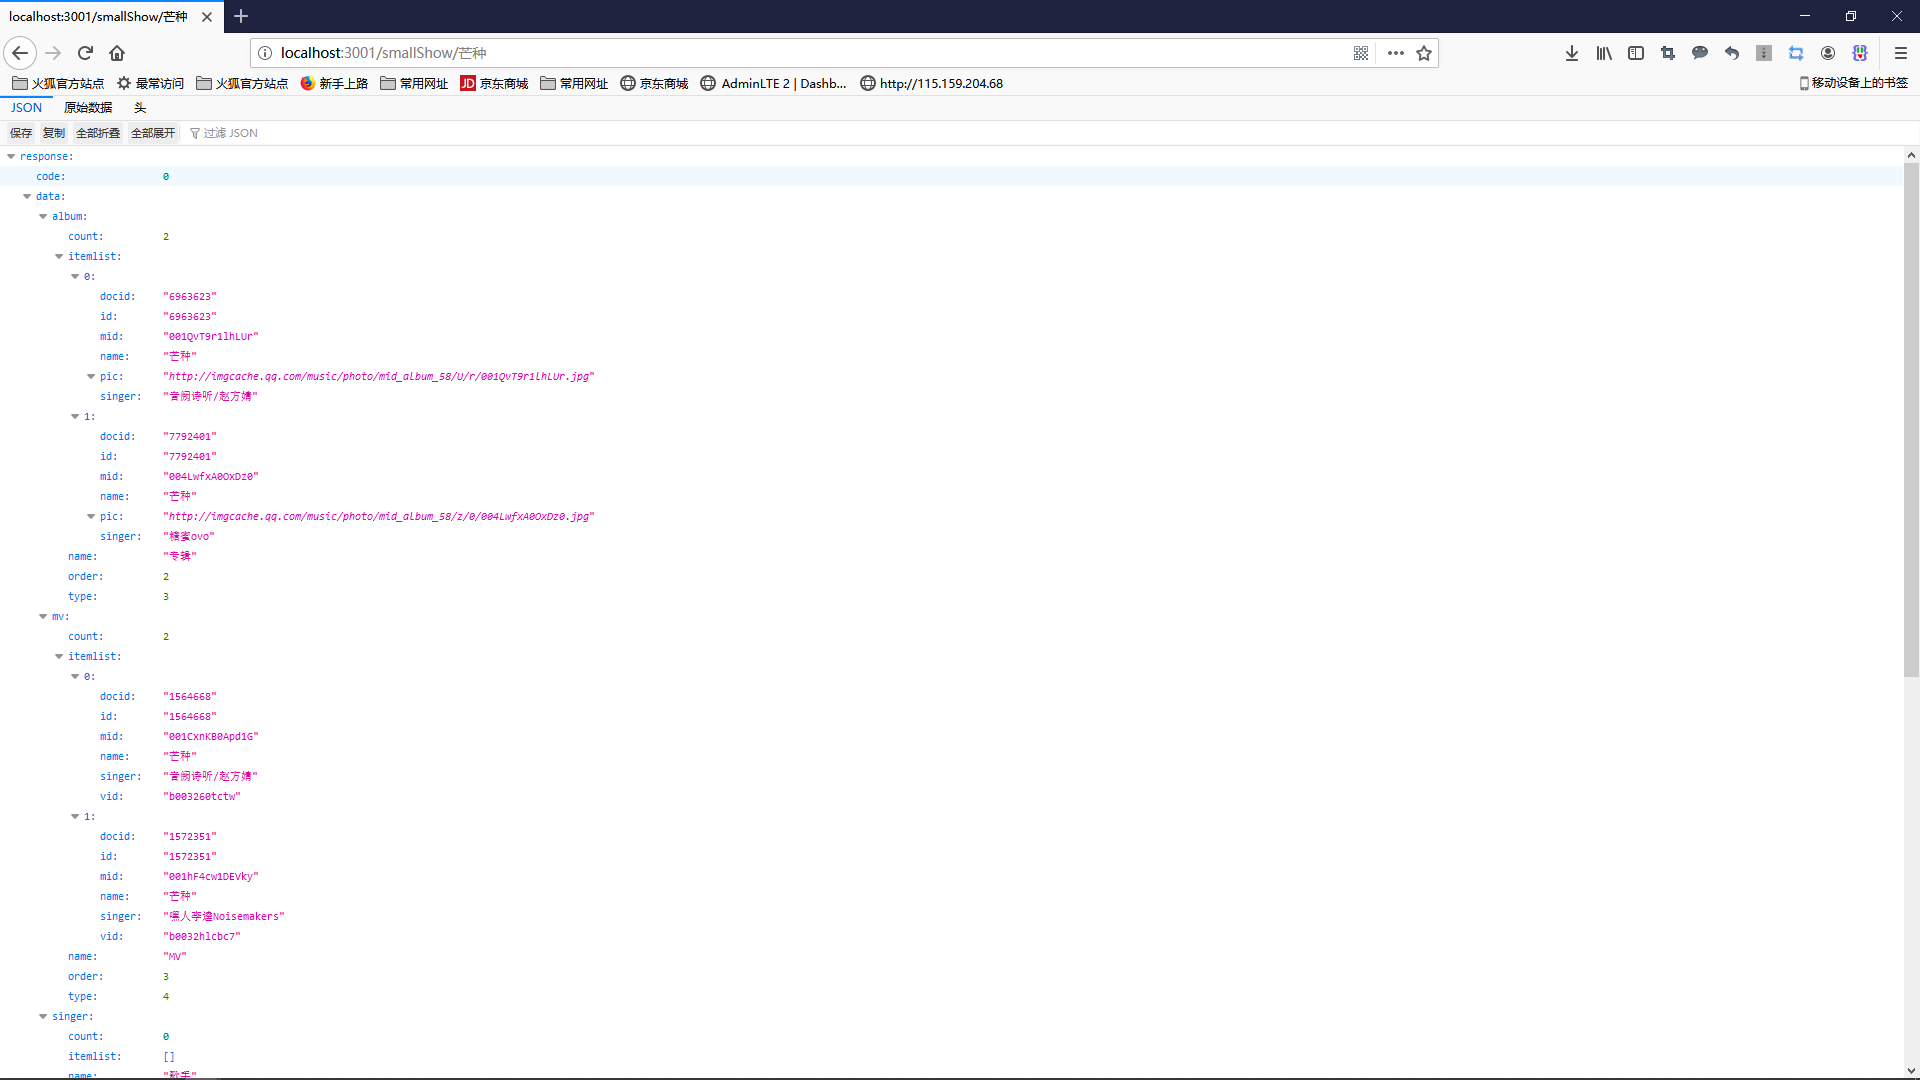 localhost:3001/smallShow/芒种
localhost:3001/smallShow/芒种
火狐官方站点 最常访问 火狐官方站点 新手上路 常用网址 JD 京东商城 常用网址 京东商城 AdminLTE 2 | Dashb... http://115.159.204.68 移动设备上的书签
JSON 原始数据 头
保存 复制 全部折叠 全部展开 过滤 JSON
response:
code: 0
data:
album:
count: 2
itemlist:
0:
docid: "6963623"
id: "6963623"
mid: "001QvT9r1lhLUr"
name: "芒种"
pic: "http://imgcache.qq.com/music/photo/mid_album_58/U/r/001QvT9r1lhLUr.jpg"
singer: "音阙诗听/赵方婧"
1:
docid: "7792401"
id: "7792401"
mid: "004LwfxA0OxDz0"
name: "芒种"
pic: "http://imgcache.qq.com/music/photo/mid_album_58/z/0/004LwfxA0OxDz0.jpg"
singer: "糖蜜ovo"
name: "专辑"
order: 2
type: 3
mv:
count: 2
itemlist:
0:
docid: "1564668"
id: "1564668"
mid: "001CxnKB0Apd1G"
name: "芒种"
singer: "音阙诗听/赵方婧"
vid: "b003260tctw"
1:
docid: "1572351"
id: "1572351"
mid: "001hF4cw1DEVky"
name: "芒种"
singer: "嘿人李逵Noisemakers"
vid: "b0032hlcbc7"
name: "MV"
order: 3
type: 4
singer:
count: 0
itemlist: []
name: "歌手"